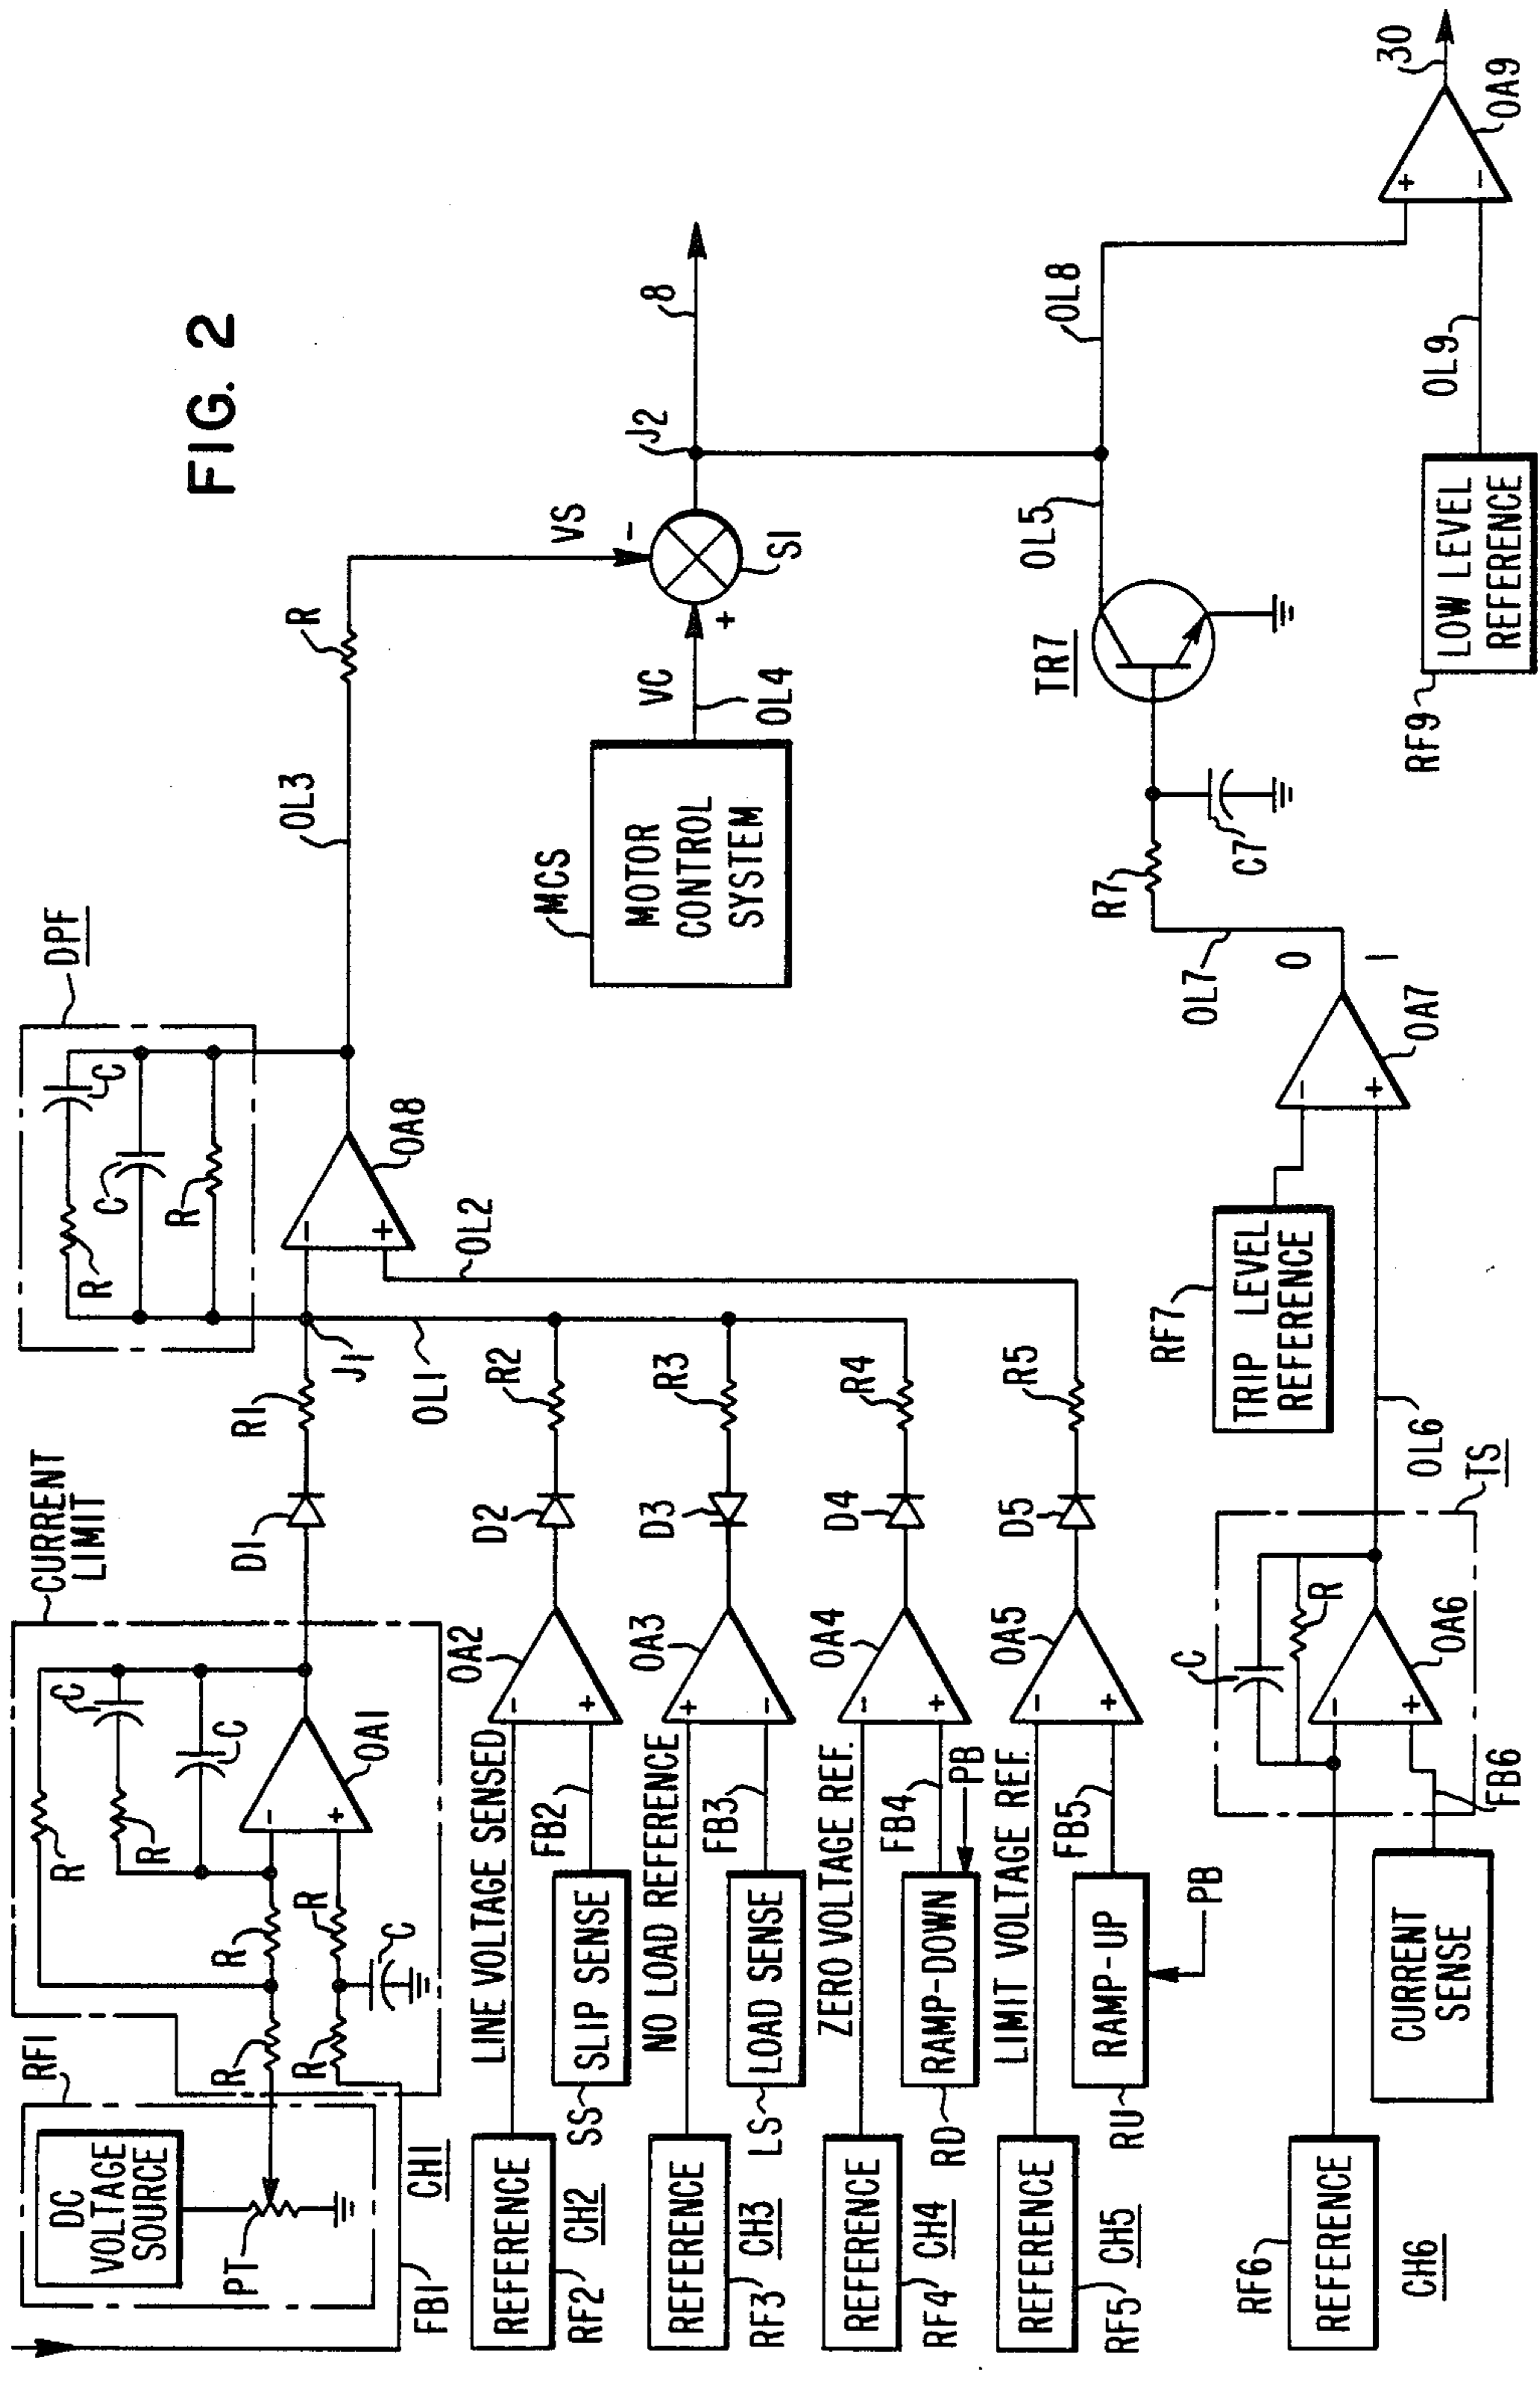 FIG. 2
RF1
DC
VOLTAGE
SOURCE
PT
FB1
CH1
CURRENT
LIMIT
R
R
R
R
R
R
C
C
C
-
+
OA1
D1
R1
J1
OL1
DPF
R
C
C
R
-
+
OA8
OL2
OL3
R
VS
-
+
S1
J2
8
MCS
MOTOR
CONTROL
SYSTEM
VC
OL4
REFERENCE
RF2
CH2
LINE VOLTAGE SENSED
SS
SLIP SENSE
FB2
-
+
OA2
D2
R2
REFERENCE
RF3
CH3
NO LOAD REFERENCE
LS
LOAD SENSE
FB3
+
-
OA3
D3
R3
REFERENCE
RF4
CH4
ZERO VOLTAGE REF.
RD
RAMP-DOWN
FB4
PB
-
+
OA4
D4
R4
REFERENCE
RF5
CH5
LIMIT VOLTAGE REF.
RU
RAMP-UP
FB5
PB
-
+
OA5
D5
R5
RF6
REFERENCE
CH6
CURRENT
SENSE
FB6
C
R
-
+
OA6
TS
OL6
RF7
TRIP LEVEL
REFERENCE
-
+
OA7
0
1
OL7
R7
C7
TR7
OL5
OL8
RF9
LOW LEVEL
REFERENCE
OL9
+
-
OA9
30